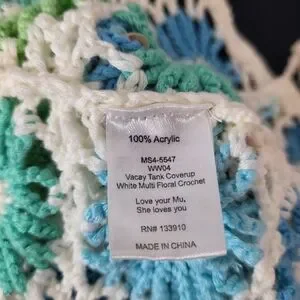 100% Acrylic
MS4-5547
WW04
Vacay Tank Coverup
White Multi Floral Crochet
Love your Mu,
She loves you
RN# 133910
MADE IN CHINA